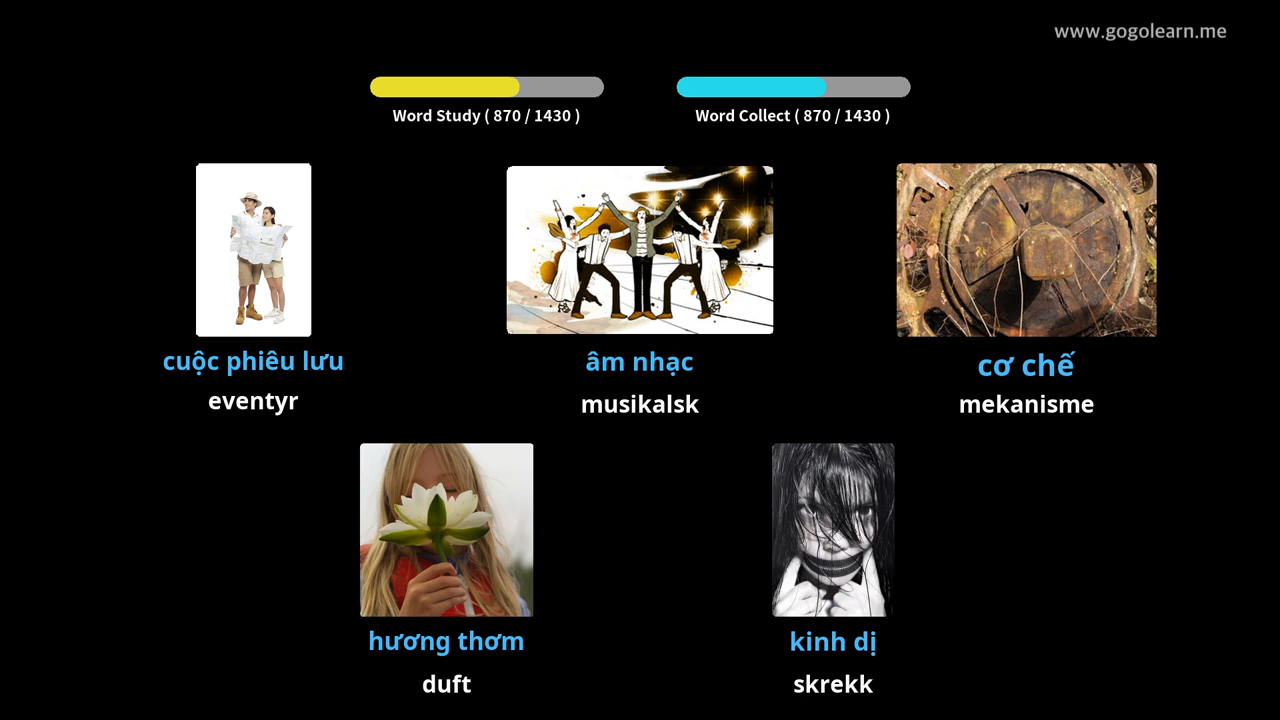 www.gogolearn.me
Word Study ( 870 / 1430 )
Word Collect ( 870 / 1430 )
cuộc phiêu lưu
eventyr
âm nhạc
musikalsk
cơ chế
mekanisme
hương thơm
duft
kinh dị
skrekk